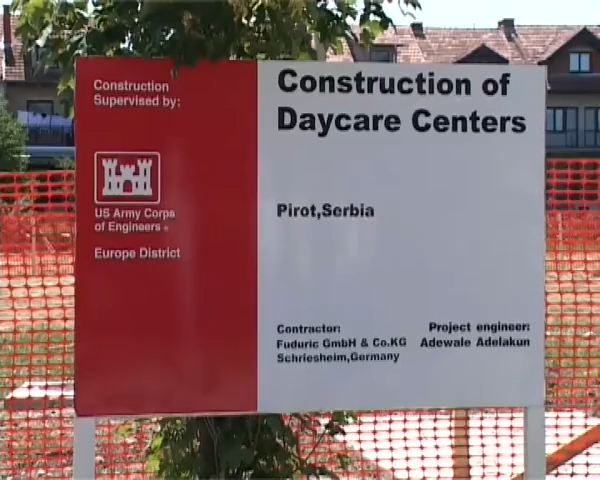 Construction
Supervised by:
US Army Corps
of Engineers ®
Europe District
Construction of
Daycare Centers
Pirot,Serbia
Contractor:
Fuduric GmbH & Co.KG
Schriesheim,Germany
Project engineer:
Adewale Adelakun